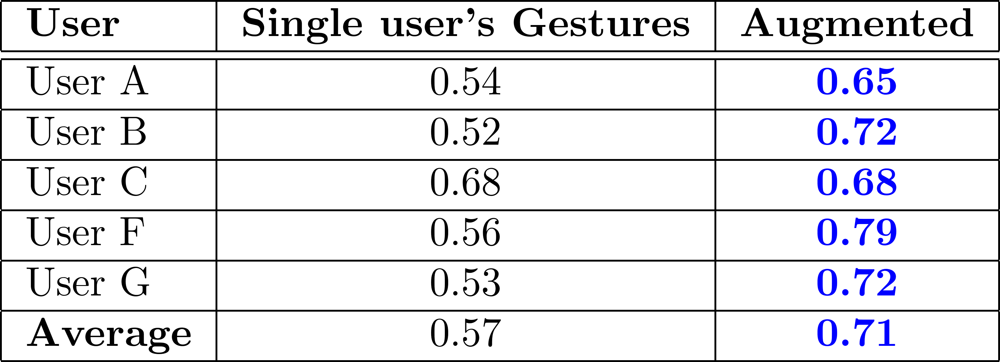 User Single user's Gestures Augmented
User A 0.54 0.65
User B 0.52 0.72
User C 0.68 0.68
User F 0.56 0.79
User G 0.53 0.72
Average 0.57 0.71